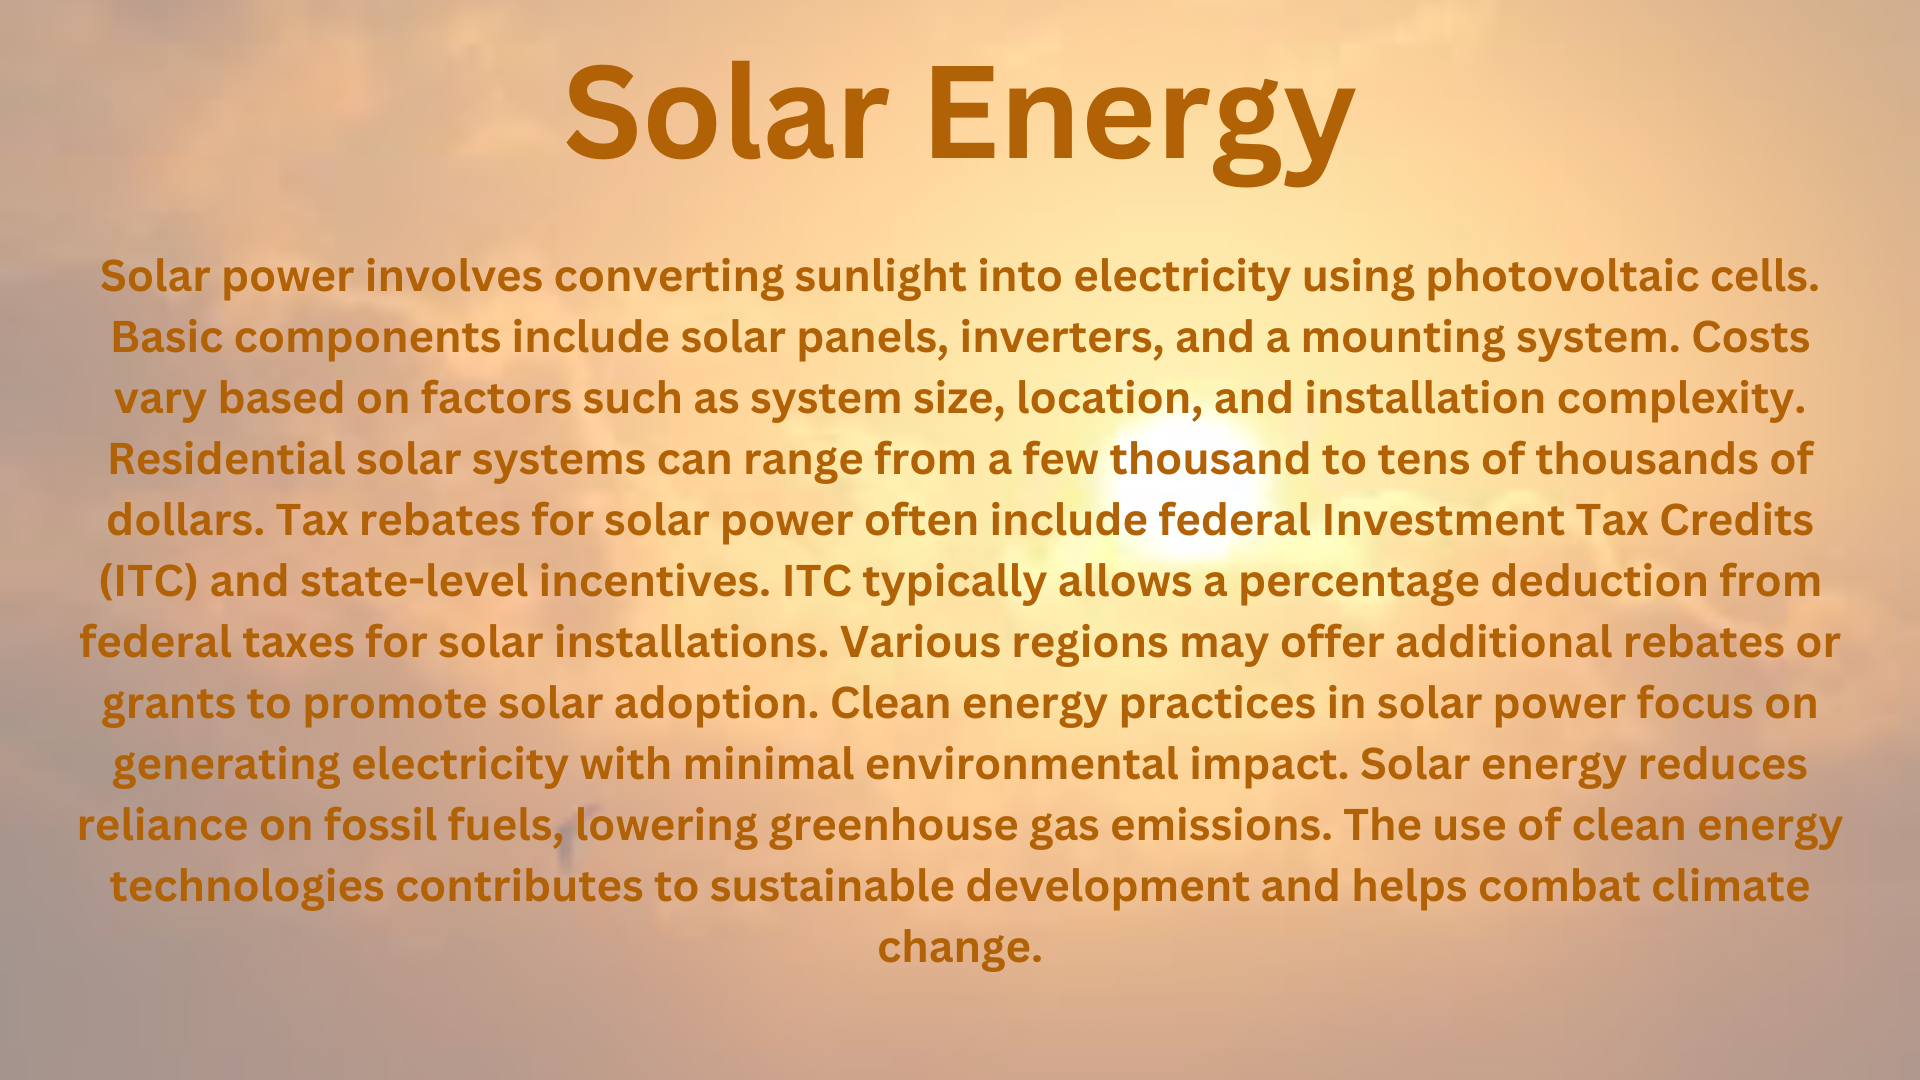 Solar Energy
Solar power involves converting sunlight into electricity using photovoltaic cells.
Basic components include solar panels, inverters, and a mounting system. Costs
vary based on factors such as system size, location, and installation complexity.
Residential solar systems can range from a few thousand to tens of thousands of
dollars. Tax rebates for solar power often include federal Investment Tax Credits
(ITC) and state-level incentives. ITC typically allows a percentage deduction from
federal taxes for solar installations. Various regions may offer additional rebates or
grants to promote solar adoption. Clean energy practices in solar power focus on
generating electricity with minimal environmental impact. Solar energy reduces
reliance on fossil fuels, lowering greenhouse gas emissions. The use of clean energy
technologies contributes to sustainable development and helps combat climate
change.